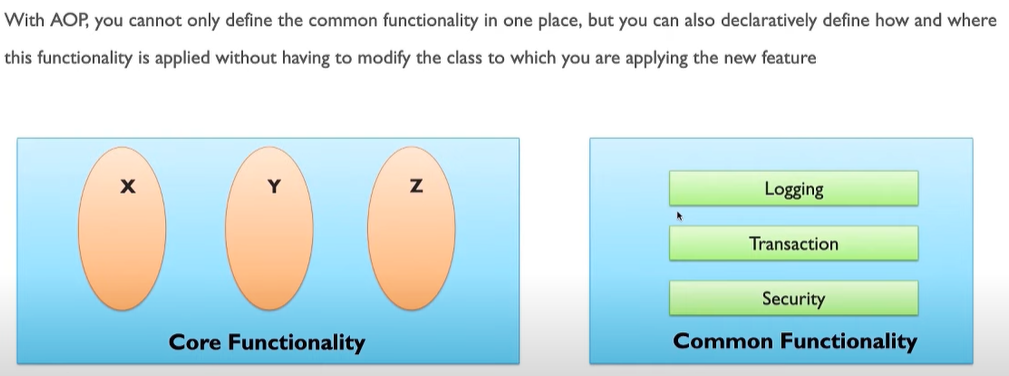 With AOP, you cannot only define the common functionality in one place, but you can also declaratively define how and where
this functionality is applied without having to modify the class to which you are applying the new feature
X
Y
Z
Core Functionality
Logging
Transaction
Security
Common Functionality